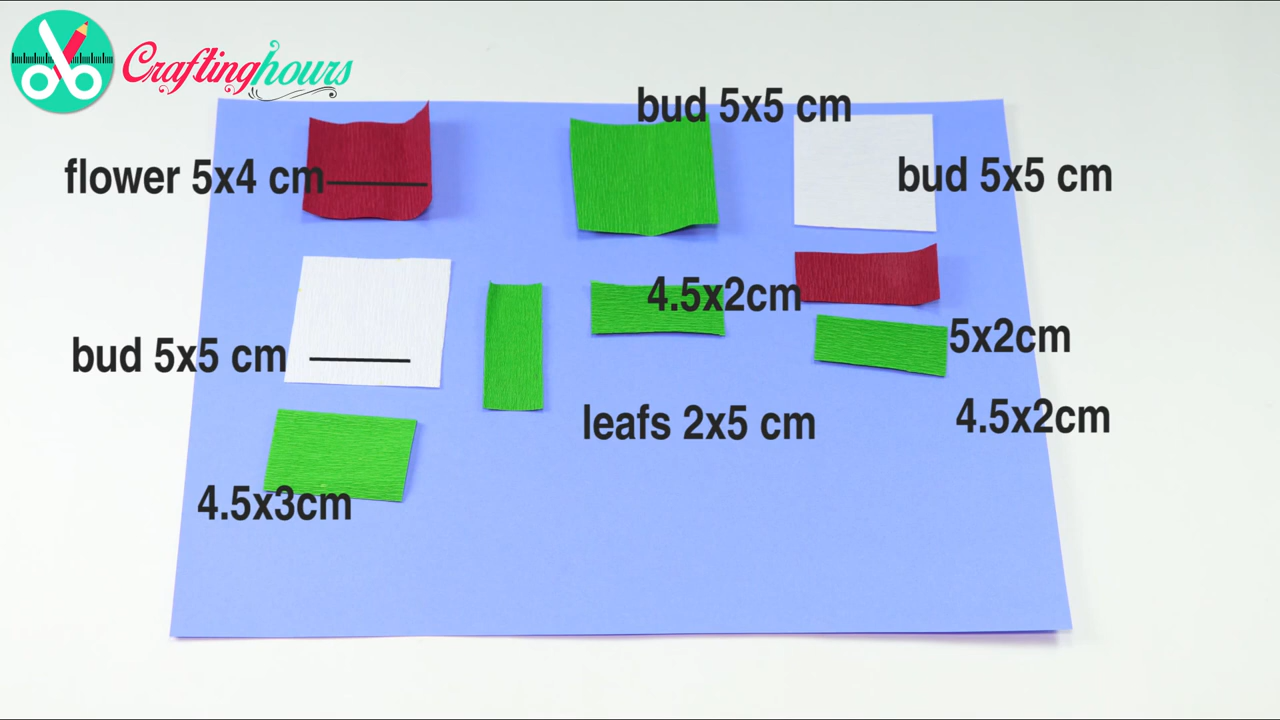 Craftinghours
bud 5x5 cm
flower 5x4 cm
bud 5x5 cm
4.5x2cm
5x2cm
bud 5x5 cm
4.5x2cm
leafs 2x5 cm
4.5x3cm